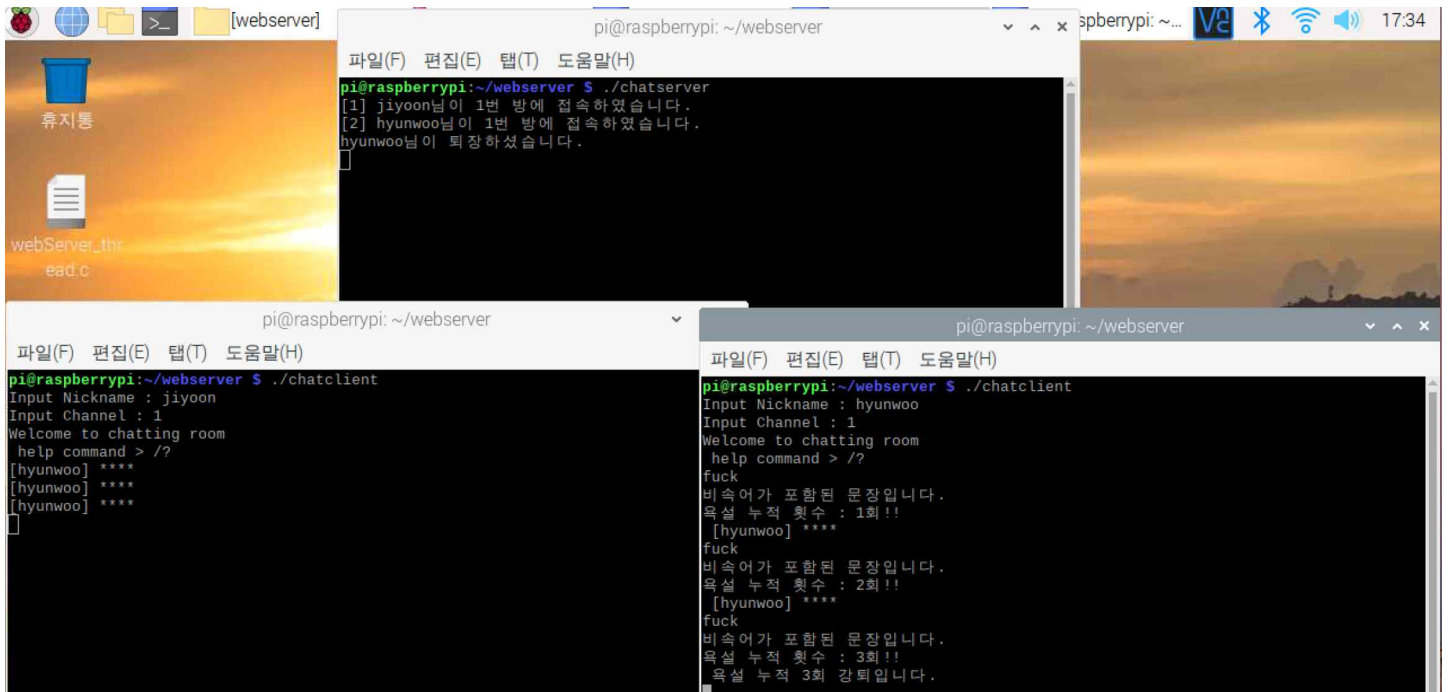 [webserver]
pi@raspberrypi: ~/webserver
spberrypi: ~...
17:34
파일(F) 편집(E) 탭(T) 도움말(H)
pi@raspberrypi:~/webserver $ ./chatserver
[1] jiyoon님이 1번 방에 접속하였습니다.
[2] hyunwoo님이 1번 방에 접속하였습니다.
hyunwoo님이 퇴장하셨습니다.
휴지통
webServer_thr
ead.c
pi@raspberrypi: ~/webserver
파일(F) 편집(E) 탭(T) 도움말(H)
pi@raspberrypi:~/webserver $ ./chatclient
Input Nickname : jiyoon
Input Channel : 1
Welcome to chatting room
help command > /?
[hyunwoo] ****
[hyunwoo] ****
[hyunwoo] ****
pi@raspberrypi: ~/webserver
파일(F) 편집(E) 탭(T) 도움말(H)
pi@raspberrypi:~/webserver $ ./chatclient
Input Nickname : hyunwoo
Input Channel : 1
Welcome to chatting room
help command > /?
fuck
비속어가 포함된 문장입니다.
욕설 누적 횟수 : 1회!!
[hyunwoo] ****
fuck
비속어가 포함된 문장입니다.
욕설 누적 횟수 : 2회!!
[hyunwoo] ****
fuck
비속어가 포함된 문장입니다.
욕설 누적 횟수 : 3회!!
욕설 누적 3회 강퇴입니다.